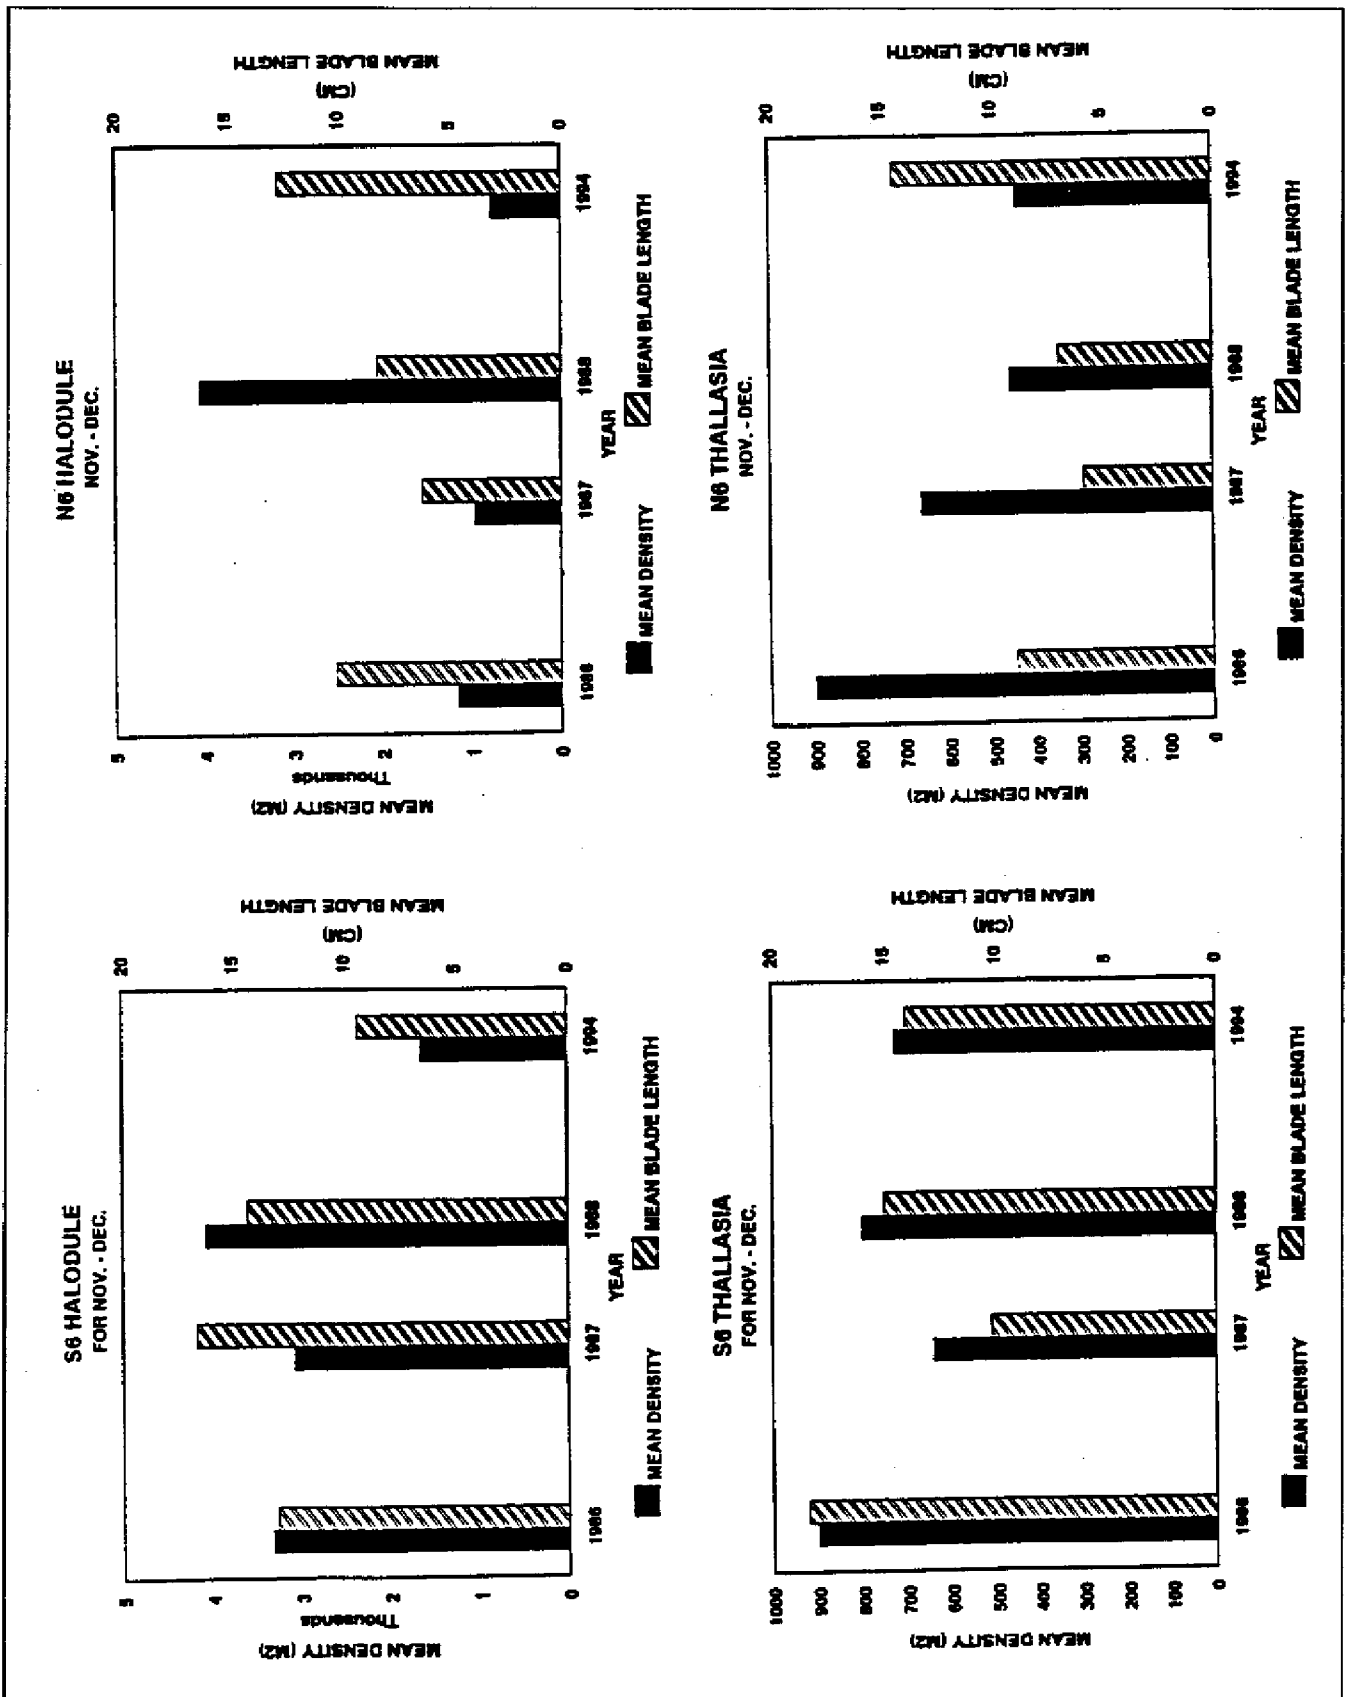 S6 HALODULE
FOR NOV. - DEC.
MEAN DENSITY (M2)
Thousands
5
4
3
2
1
0
MEAN BLADE LENGTH
(CM)
20
15
10
5
0
1986
1987
1988
1994
YEAR
MEAN DENSITY
MEAN BLADE LENGTH
N6 HALODULE
NOV. - DEC.
MEAN DENSITY (M2)
Thousands
5
4
3
2
1
0
MEAN BLADE LENGTH
(CM)
20
15
10
5
0
1986
1987
1988
1994
YEAR
MEAN DENSITY
MEAN BLADE LENGTH
S6 THALLASIA
FOR NOV. - DEC.
MEAN DENSITY (M2)
1000
900
800
700
600
500
400
300
200
100
0
MEAN BLADE LENGTH
(CM)
20
15
10
5
0
1986
1987
1988
1994
YEAR
MEAN DENSITY
MEAN BLADE LENGTH
N6 THALLASIA
NOV. - DEC.
MEAN DENSITY (M2)
1000
900
800
700
600
500
400
300
200
100
0
MEAN BLADE LENGTH
(CM)
20
15
10
5
0
1986
1987
1988
1994
YEAR
MEAN DENSITY
MEAN BLADE LENGTH